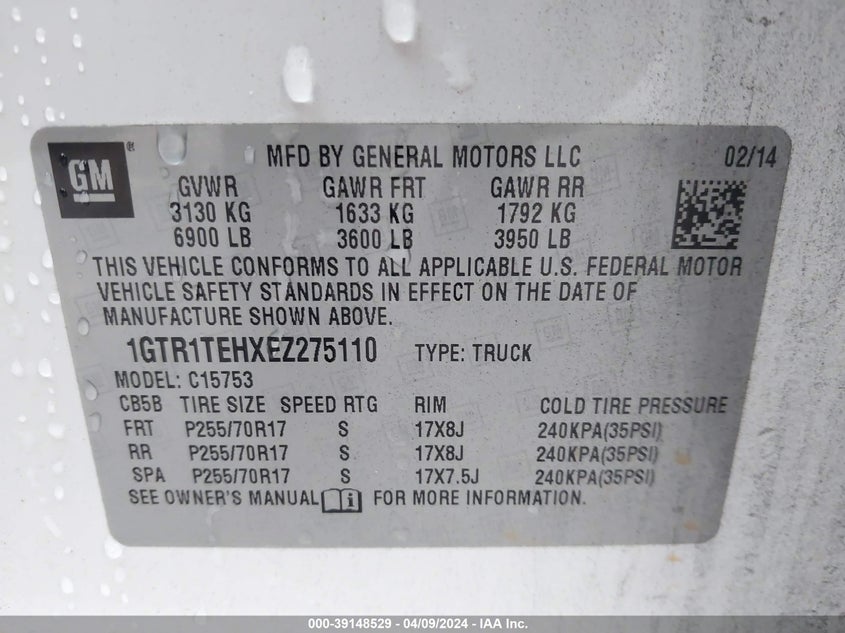 GM ® MFD BY GENERAL MOTORS LLC 02/14
GVWR GAWR FRT GAWR RR
3130 KG 1633 KG 1792 KG
6900 LB 3600 LB 3950 LB
THIS VEHICLE CONFORMS TO ALL APPLICABLE U.S. FEDERAL MOTOR
VEHICLE SAFETY STANDARDS IN EFFECT ON THE DATE OF
MANUFACTURE SHOWN ABOVE.
1GTR1TEHXEZ275110 TYPE: TRUCK
MODEL: C15753
CB5B TIRE SIZE SPEED RTG RIM COLD TIRE PRESSURE
FRT P255/70R17 S 17X8J 240KPA(35PSI)
RR P255/70R17 S 17X8J 240KPA(35PSI)
SPA P255/70R17 S 17X7.5J 240KPA(35PSI)
SEE OWNER'S MANUAL i FOR MORE INFORMATION.
000-39148529 - 04/09/2024 - IAA Inc.